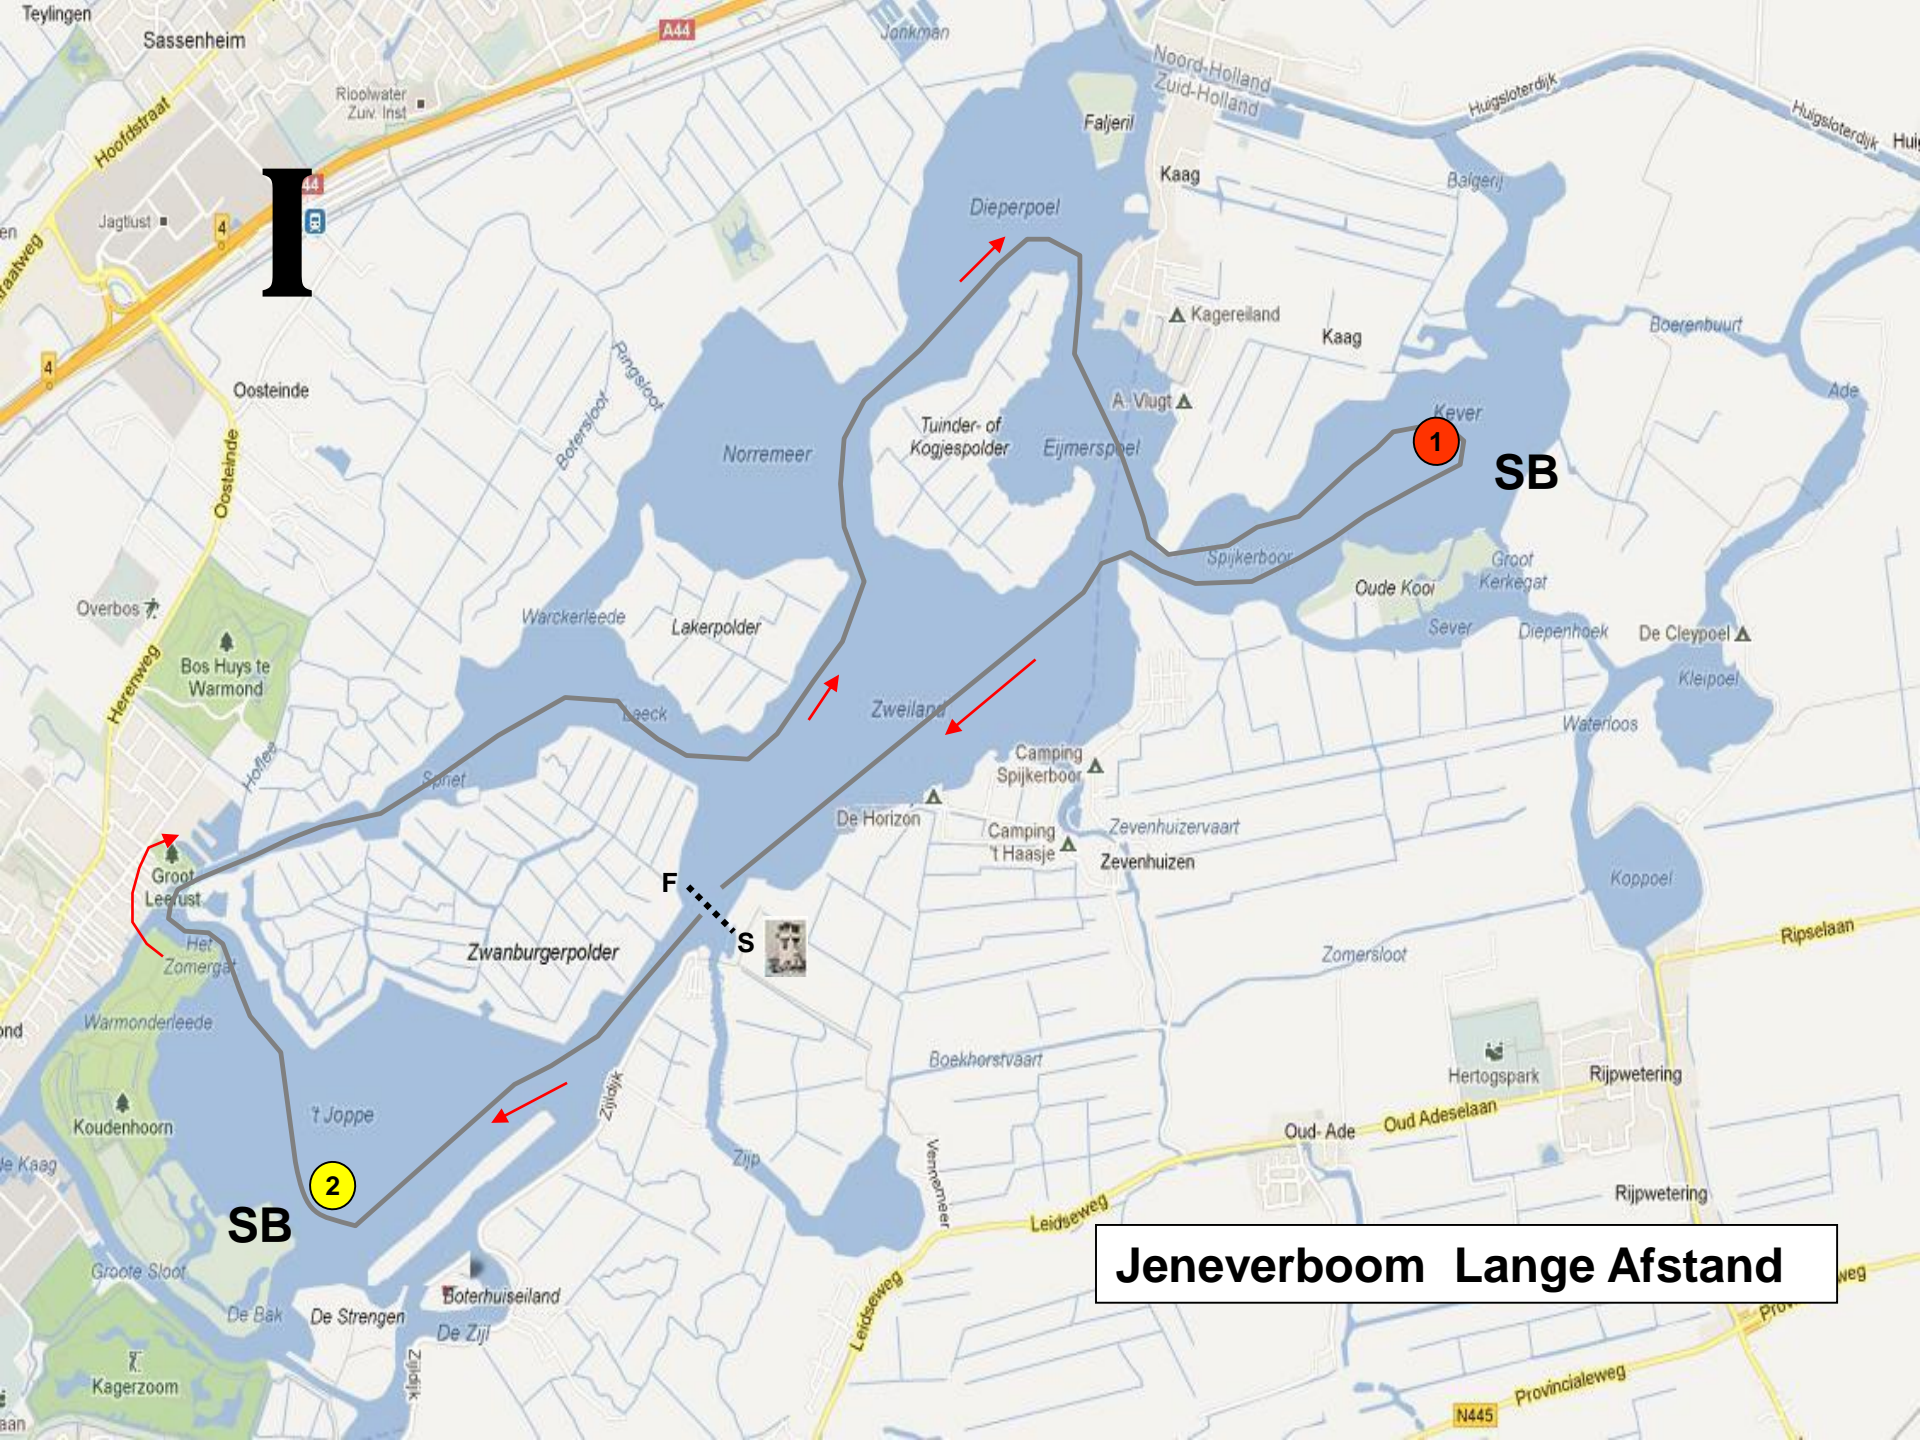 Teylingen
Sassenheim
A44
Jonkman
Noord-Holland
Zuid-Holland
Huigsloterdijk
Huigsloterdijk
Rioolwater
Zuiv. Inst
Hoofdstraat
Faljeril
Kaag
Balgerij
I
44
Jagtlust
4
Dieperpoel
Kagereiland
Kaag
Boerenbuurt
4
Oosteinde
Ringsloot
Botersloot
A. Vlugt
Kever
Ade
1
SB
Tuinder- of
Kogjespolder
Eijmerspoel
Norremeer
Oosteinde
Spijkerboor
Groot
Kerkegat
Oude Kooi
Overbos
Warckerleede
Lakerpolder
Sever
Diepenhoek
De Cleypoel
Bos Huys te
Warmond
Herenweg
Kleipoel
Zweiland
Laeck
Waterloos
Hoflee
Spriet
Camping
Spijkerboor
De Horizon
Camping
't Haasje
Zevenhuizervaart
Zevenhuizen
Groot
Leerust
F
S
Koppoel
Het
Zomergat
Zwanburgerpolder
Zomersloot
Ripselaan
Warmonderleede
Boekhorstvaart
Hertogspark
Rijpwetering
Zijldijk
't Joppe
Koudenhoorn
Oud Adeselaan
Oud- Ade
Zijp
Vennemeer
2
SB
Rijpwetering
Leidseweg
Jeneverboom Lange Afstand
Groote Sloot
Boterhuiseiland
De Bak
De Strengen
De Zijl
Leidseweg
Zijldijk
Kagerzoom
Provincialeweg
N445